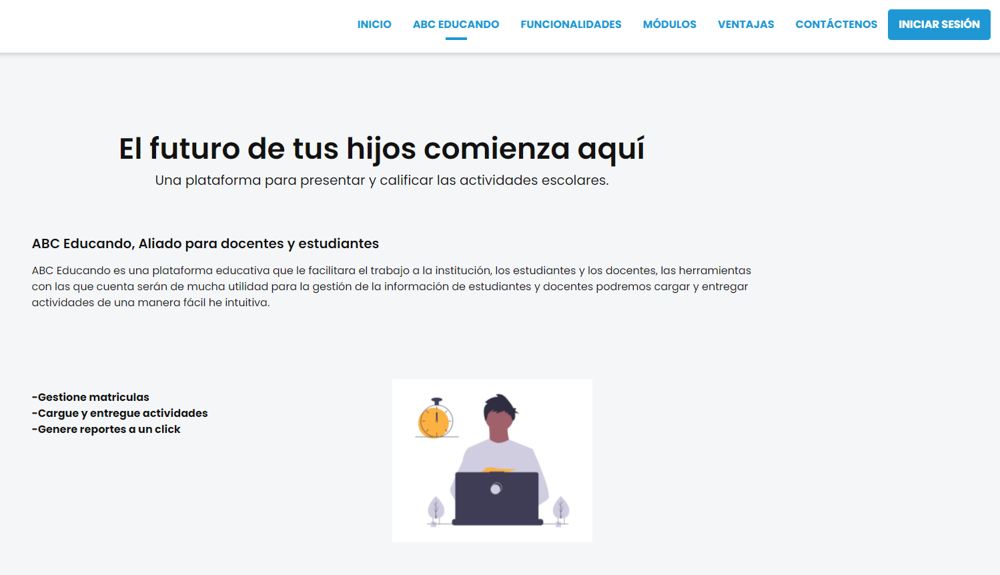 INICIO ABC EDUCANDO FUNCIONALIDADES MÓDULOS VENTAJAS CONTÁCTENOS INICIAR SESIÓN
El futuro de tus hijos comienza aquí
Una plataforma para presentar y calificar las actividades escolares.
ABC Educando, Aliado para docentes y estudiantes
ABC Educando es una plataforma educativa que le facilitara el trabajo a la institución, los estudiantes y los docentes, las herramientas
con las que cuenta serán de mucha utilidad para la gestión de la información de estudiantes y docentes podremos cargar y entregar
actividades de una manera fácil he intuitiva.
-Gestione matriculas
-Cargue y entregue actividades
-Genere reportes a un click